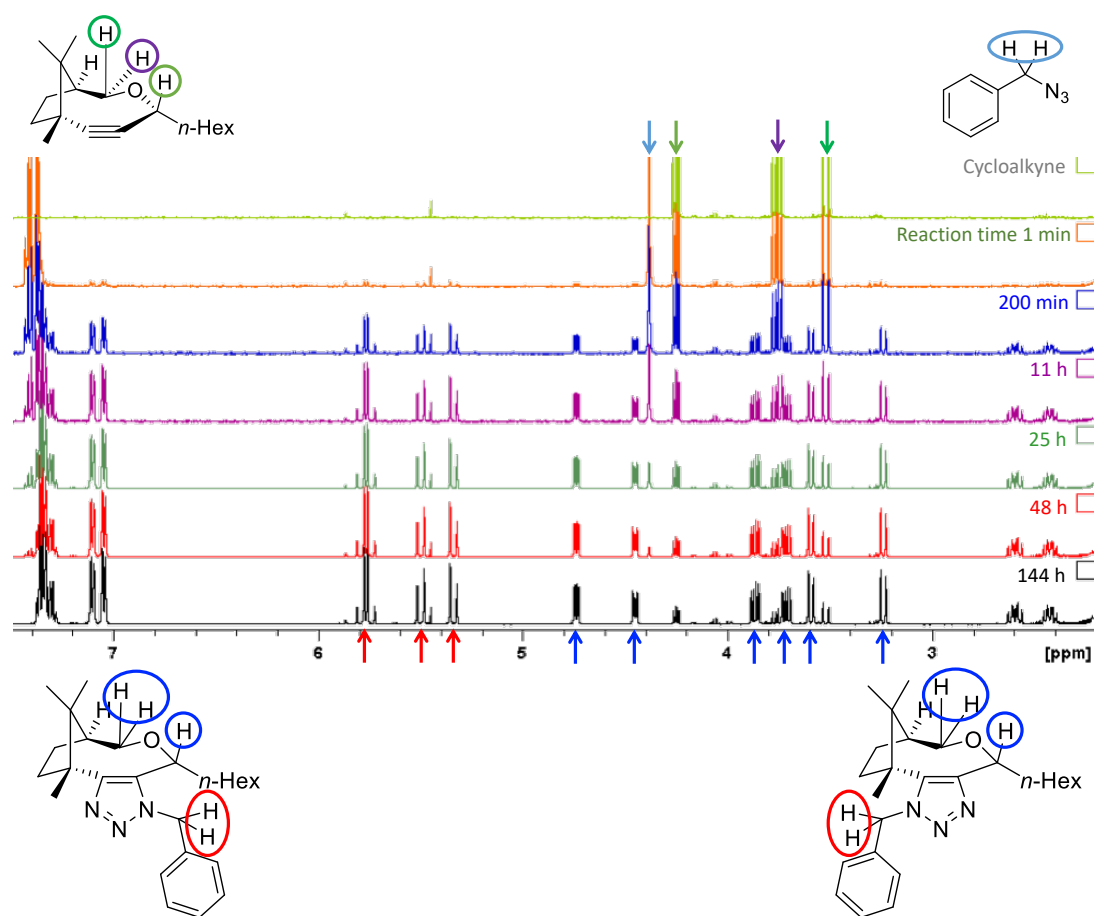 H
H
H
H
O
n-Hex
H H
N3
Cycloalkyne
Reaction time 1 min
200 min
11 h
25 h
48 h
144 h
7 6 5 4 3 [ppm]
H
H
H
H
O
n-Hex
N
N
N
H
H
H
H
H
H
O
n-Hex
H
H
N
N
N